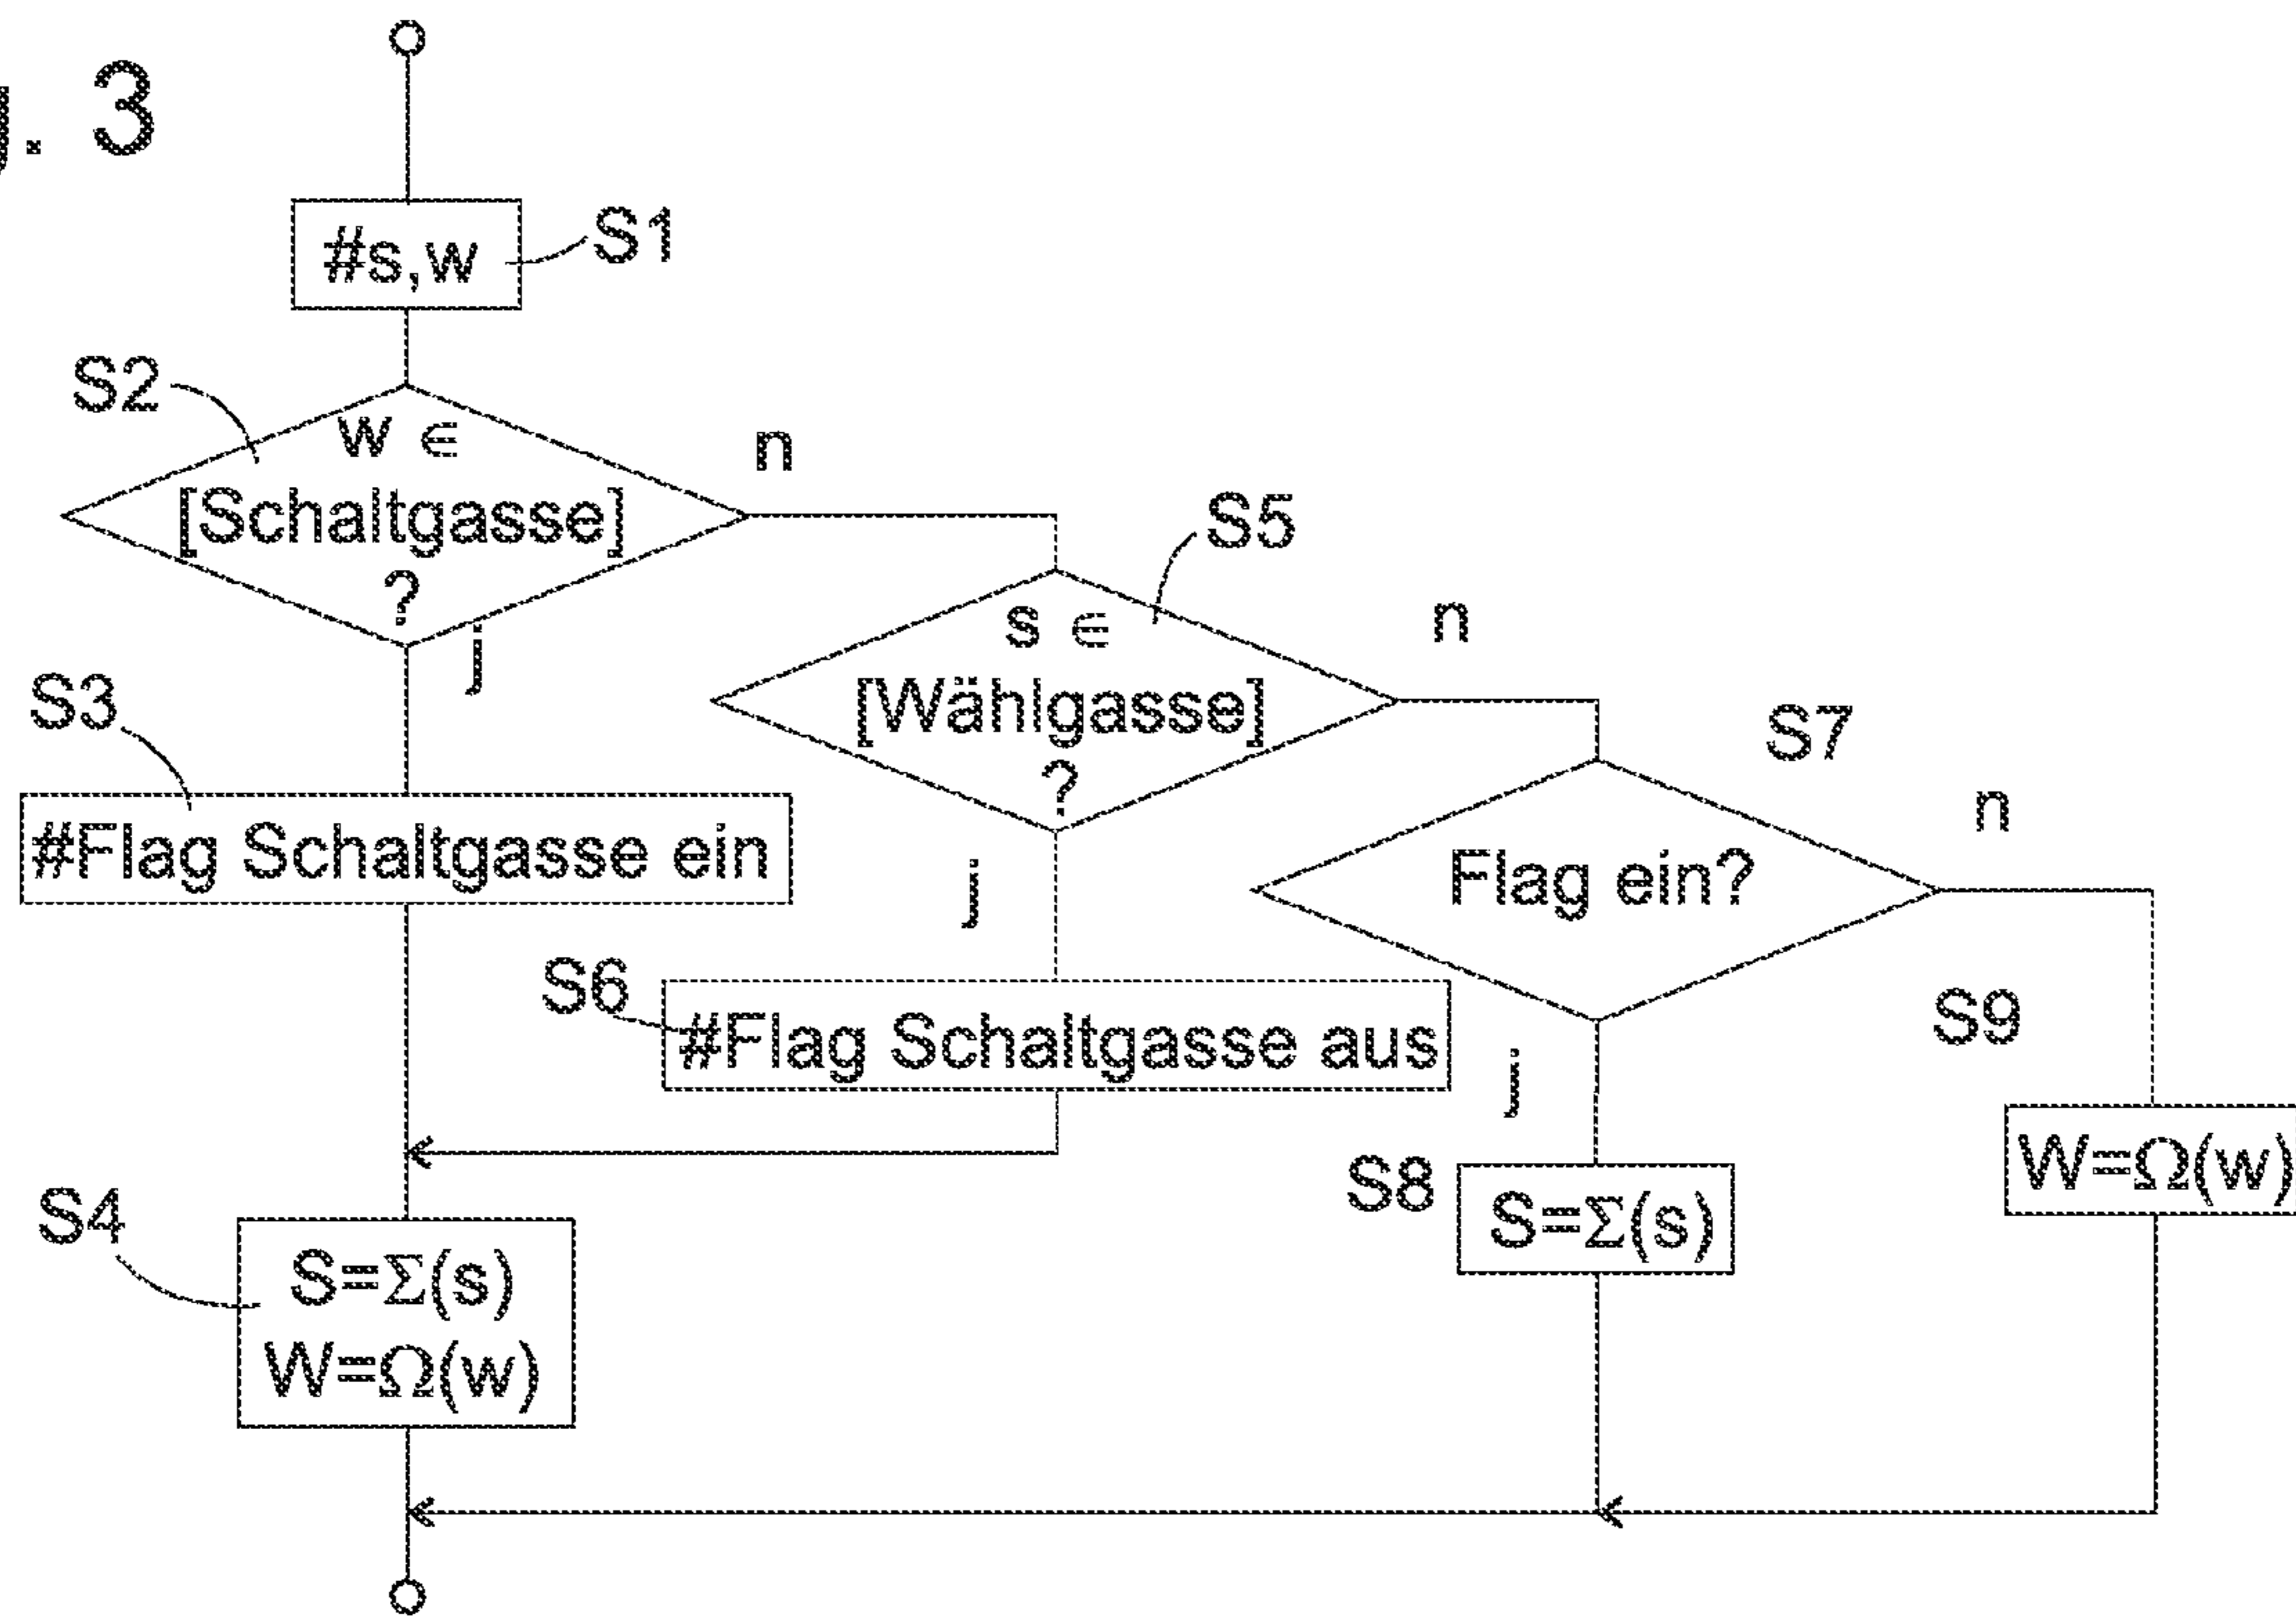 g. 3
#s,w
S1
S2
w ∈
[Schaltgasse]
?
n
j
S5
s ∈
[Wählgasse]
?
n
j
S3
#Flag Schaltgasse ein
S7
Flag ein?
n
j
S6
#Flag Schaltgasse aus
S9
W=Ω(w)
S8
S=Σ(s)
S4
S=Σ(s)
W=Ω(w)